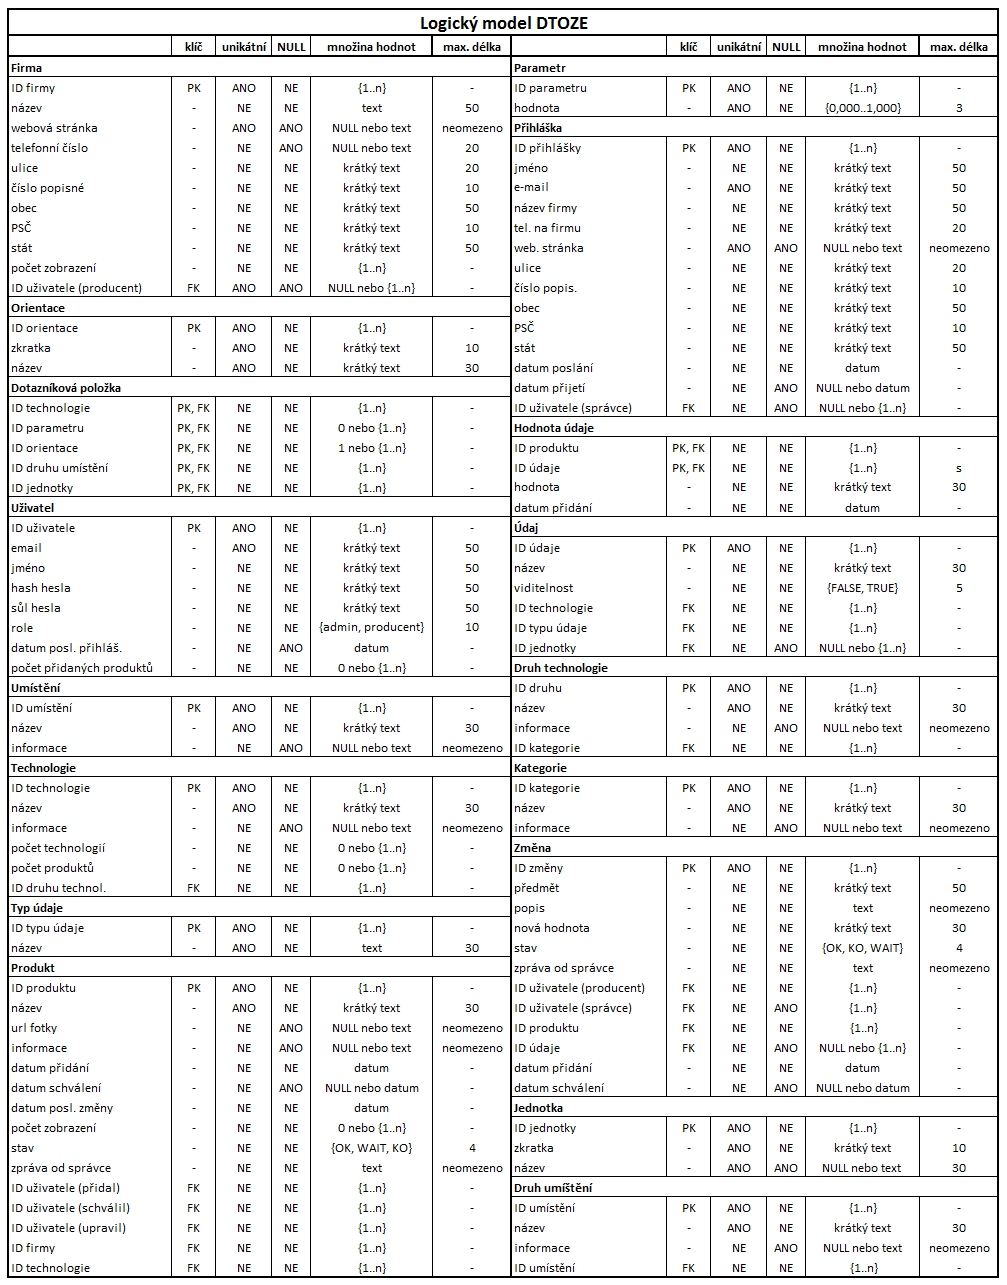 Logický model DTOZE
klíč unikátní NULL množina hodnot max. délka
Firma
ID firmy PK ANO NE {1..n} -
název - NE NE text 50
webová stránka - ANO ANO NULL nebo text neomezeno
telefonní číslo - NE ANO NULL nebo text 20
ulice - NE NE krátký text 20
číslo popisné - NE NE krátký text 10
obec - NE NE krátký text 50
PSČ - NE NE krátký text 10
stát - NE NE krátký text 50
počet zobrazení - NE NE {1..n} -
ID uživatele (producent) FK ANO ANO NULL nebo {1..n} -
Orientace
ID orientace PK ANO NE {1..n} -
zkratka - ANO NE krátký text 10
název - ANO NE krátký text 30
Dotazníková položka
ID technologie PK, FK NE NE {1..n} -
ID parametru PK, FK NE NE 0 nebo {1..n} -
ID orientace PK, FK NE NE 1 nebo {1..n} -
ID druhu umístění PK, FK NE NE {1..n} -
ID jednotky PK, FK NE NE {1..n} -
Uživatel
ID uživatele PK ANO NE {1..n} -
email - ANO NE krátký text 50
jméno - NE NE krátký text 50
hash hesla - NE NE krátký text 50
sůl hesla - NE NE krátký text 50
role - NE NE {admin, producent} 10
datum posl. přihláš. - NE ANO datum -
počet přidaných produktů - NE NE 0 nebo {1..n} -
Umístění
ID umístění PK ANO NE {1..n} -
název - ANO NE krátký text 30
informace - NE ANO NULL nebo text neomezeno
Technologie
ID technologie PK ANO NE {1..n} -
název - ANO NE krátký text 30
informace - NE ANO NULL nebo text neomezeno
počet technologií - NE NE 0 nebo {1..n} -
počet produktů - NE NE 0 nebo {1..n} -
ID druhu technol. FK NE NE {1..n} -
Typ údaje
ID typu údaje PK ANO NE {1..n} -
název - ANO NE text 30
Produkt
ID produktu PK ANO NE {1..n} -
název - ANO NE krátký text 30
url fotky - NE ANO NULL nebo text neomezeno
informace - NE ANO NULL nebo text neomezeno
datum přidání - NE NE datum -
datum schválení - NE ANO NULL nebo datum -
datum posl. změny - NE NE datum -
počet zobrazení - NE NE 0 nebo {1..n} -
stav - NE NE {OK, WAIT, KO} 4
zpráva od správce - NE NE text neomezeno
ID uživatele (přidal) FK NE NE {1..n} -
ID uživatele (schválil) FK NE NE {1..n} -
ID uživatele (upravil) FK NE NE {1..n} -
ID firmy FK NE NE {1..n} -
ID technologie FK NE NE {1..n} -
klíč unikátní NULL množina hodnot max. délka
Parametr
ID parametru PK ANO NE {1..n} -
hodnota - ANO NE {0,000..1,000} 3
Přihláška
ID přihlášky PK ANO NE {1..n} -
jméno - NE NE krátký text 50
e-mail - ANO NE krátký text 50
název firmy - NE NE krátký text 50
tel. na firmu - NE NE krátký text 20
web. stránka - ANO ANO NULL nebo text neomezeno
ulice - NE NE krátký text 20
číslo popis. - NE NE krátký text 10
obec - NE NE krátký text 50
PSČ - NE NE krátký text 10
stát - NE NE krátký text 50
datum poslání - NE NE datum -
datum přijetí - NE ANO NULL nebo datum -
ID uživatele (správce) FK NE ANO NULL nebo {1..n} -
Hodnota údaje
ID produktu PK, FK NE NE {1..n} -
ID údaje PK, FK NE NE {1..n} s
hodnota - NE NE krátký text 30
datum přidání - NE NE datum -
Údaj
ID údaje PK ANO NE {1..n} -
název - NE NE krátký text 30
viditelnost - NE NE {FALSE, TRUE} 5
ID technologie FK NE NE {1..n} -
ID typu údaje FK NE NE {1..n} -
ID jednotky FK NE ANO NULL nebo {1..n} -
Druh technologie
ID druhu PK ANO NE {1..n} -
název - ANO NE krátký text 30
informace - NE ANO NULL nebo text neomezeno
ID kategorie FK NE NE {1..n} -
Kategorie
ID kategorie PK ANO NE {1..n} -
název - ANO NE krátký text 30
informace - NE ANO NULL nebo text neomezeno
Změna
ID změny PK ANO NE {1..n} -
předmět - NE NE krátký text 50
popis - NE NE text neomezeno
nová hodnota - NE NE krátký text 30
stav - NE NE {OK, KO, WAIT} 4
zpráva od správce - NE NE text neomezeno
ID uživatele (producent) FK NE NE {1..n} -
ID uživatele (správce) FK NE ANO {1..n} -
ID produktu FK NE NE {1..n} -
ID údaje FK NE ANO NULL nebo {1..n} -
datum přidání - NE NE datum -
datum schválení - NE ANO NULL nebo datum -
Jednotka
ID jednotky PK ANO NE {1..n} -
zkratka - ANO NE krátký text 10
název - ANO ANO NULL nebo text 30
Druh umíštění
ID umístění PK ANO NE {1..n} -
název - ANO NE krátký text 30
informace - NE ANO NULL nebo text neomezeno
ID umístění FK NE NE {1..n} -